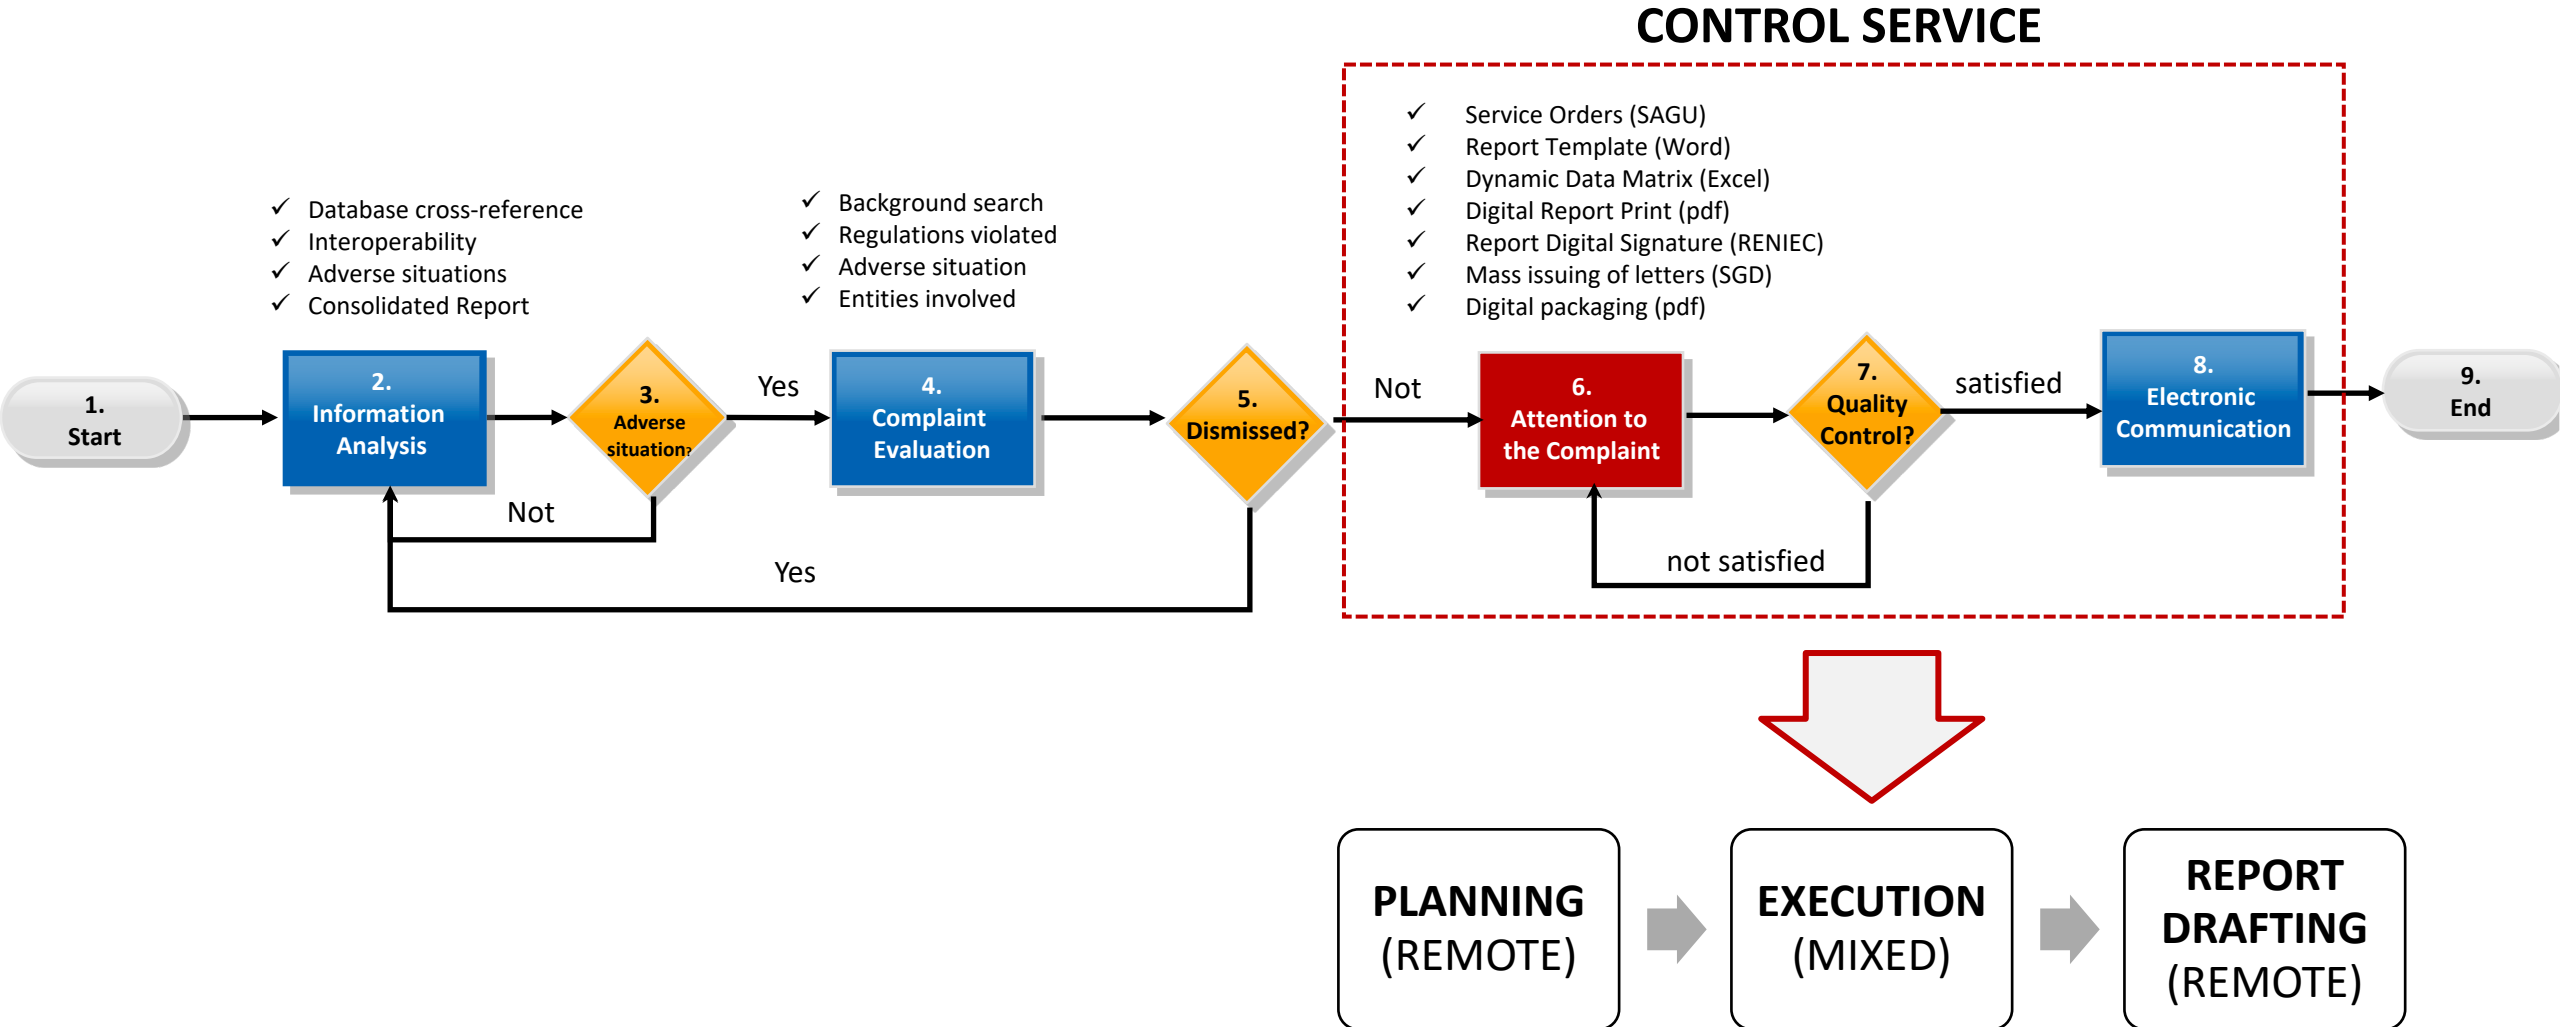 CONTROL SERVICE
✓ Service Orders (SAGU)
✓ Report Template (Word)
✓ Dynamic Data Matrix (Excel)
✓ Digital Report Print (pdf)
✓ Report Digital Signature (RENIEC)
✓ Mass issuing of letters (SGD)
✓ Digital packaging (pdf)
✓ Database cross-reference
✓ Interoperability
✓ Adverse situations
✓ Consolidated Report
✓ Background search
✓ Regulations violated
✓ Adverse situation
✓ Entities involved
1.
Start
2.
Information
Analysis
3.
Adverse
situation?
Yes
Not
4.
Complaint
Evaluation
5.
Dismissed?
Yes
Not
6.
Attention to
the Complaint
7.
Quality
Control?
satisfied
not satisfied
8.
Electronic
Communication
9.
End
PLANNING
(REMOTE)
EXECUTION
(MIXED)
REPORT
DRAFTING
(REMOTE)